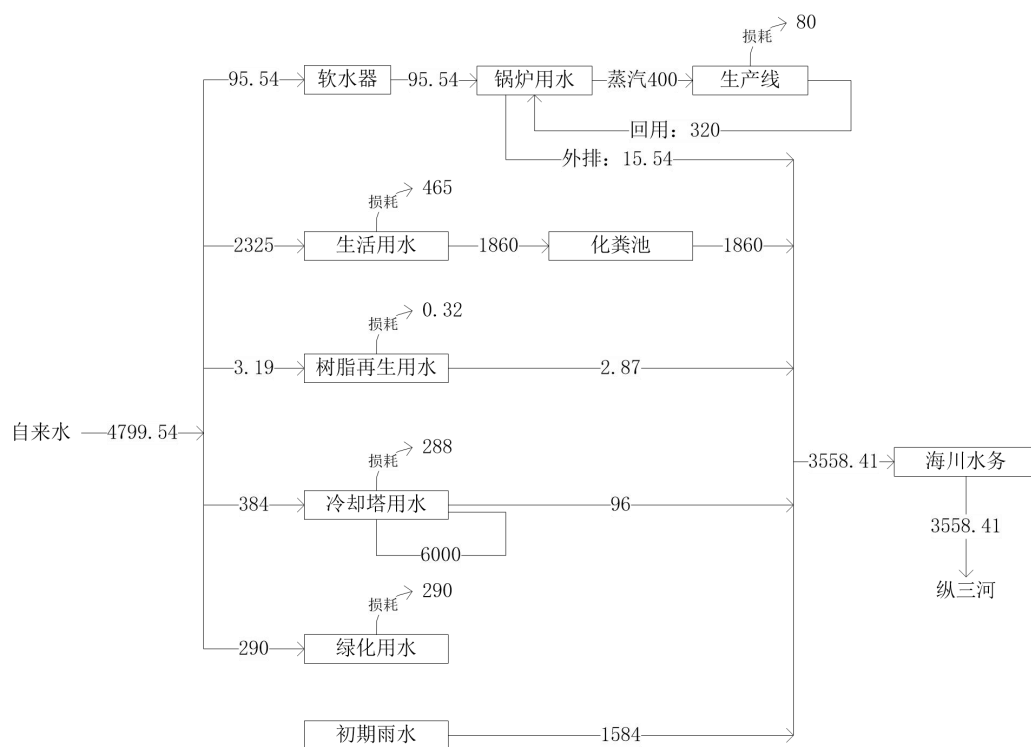 损耗 80
95.54 软水器 95.54 锅炉用水 蒸汽400 生产线
回用：320
外排：15.54
损耗 465
2325 生活用水 1860 化粪池 1860
损耗 0.32
3.19 树脂再生用水 2.87
自来水 4799.54
损耗 288
3558.41 海川水务
384 冷却塔用水 96
3558.41
6000
纵三河
损耗 290
290 绿化用水
初期雨水 1584